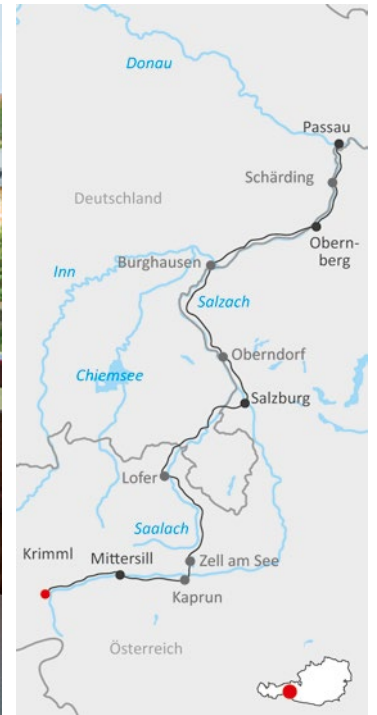 Donau
Passau
Schärding
Deutschland
Obern-
berg
Burghausen
Inn
Salzach
Oberndorf
Chiemsee
Salzburg
Lofer
Saalach
Krimml
Mittersill
Zell am See
Kaprun
Österreich